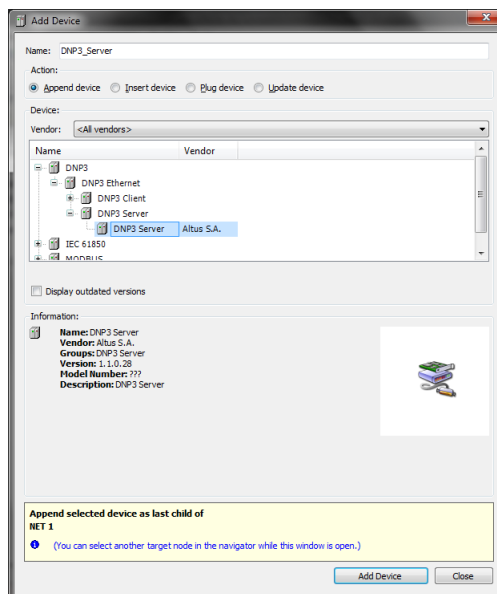 Add Device
Name: DNP3_Server
Action:
Append device Insert device Plug device Update device
Device:
Vendor: <All vendors>
Name Vendor
DNP3
DNP3 Ethernet
DNP3 Client
DNP3 Server
DNP3 Server Altus S.A.
IEC 61850
MODBUS
Display outdated versions
Information:
Name: DNP3 Server
Vendor: Altus S.A.
Groups: DNP3 Server
Version: 1.1.0.28
Model Number: ???
Description: DNP3 Server
Append selected device as last child of
NET 1
(You can select another target node in the navigator while this window is open.)
Add Device Close